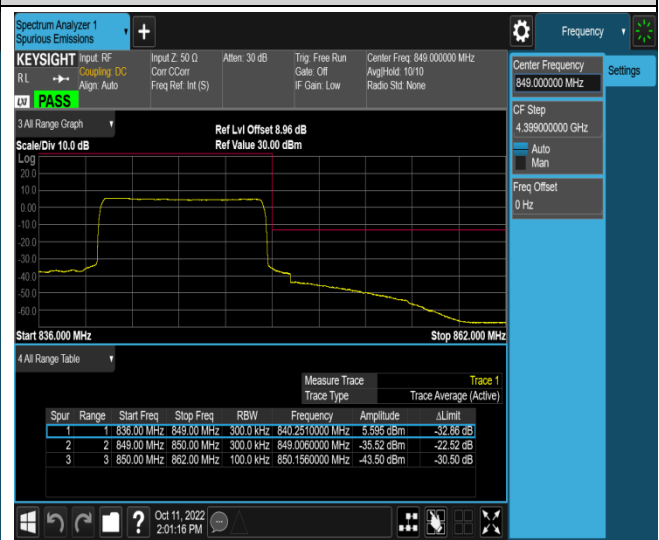 Spectrum Analyzer 1
Spurious Emissions
Frequency
KEYSIGHT
RL
Input: RF
Coupling: DC
Align: Auto
Input Z: 50 Ω
Corr CCorr
Freq Ref: Int (S)
Atten: 30 dB
Trig: Free Run
Gate: Off
IF Gain: Low
Center Freq: 849.000000 MHz
Avg|Hold: 10/10
Radio Std: None
LXI PASS
Center Frequency
849.000000 MHz
Settings
CF Step
4.399000000 GHz
Auto
Man
Freq Offset
0 Hz
3 All Range Graph
Ref Lvl Offset 8.96 dB
Scale/Div 10.0 dB
Ref Value 30.00 dBm
Log
20.0
10.0
0.00
-10.0
-20.0
-30.0
-40.0
-50.0
-60.0
Start 836.000 MHz
Stop 862.000 MHz
4 All Range Table
Measure Trace Trace 1
Trace Type Trace Average (Active)
Spur Range Start Freq Stop Freq RBW Frequency Amplitude ΔLimit
1 1 836.00 MHz 849.00 MHz 300.0 kHz 840.2510000 MHz 5.595 dBm -32.86 dB
2 2 849.00 MHz 850.00 MHz 300.0 kHz 849.0060000 MHz -35.52 dBm -22.52 dB
3 3 850.00 MHz 862.00 MHz 100.0 kHz 850.1560000 MHz -43.50 dBm -30.50 dB
Oct 11, 2022
2:01:16 PM